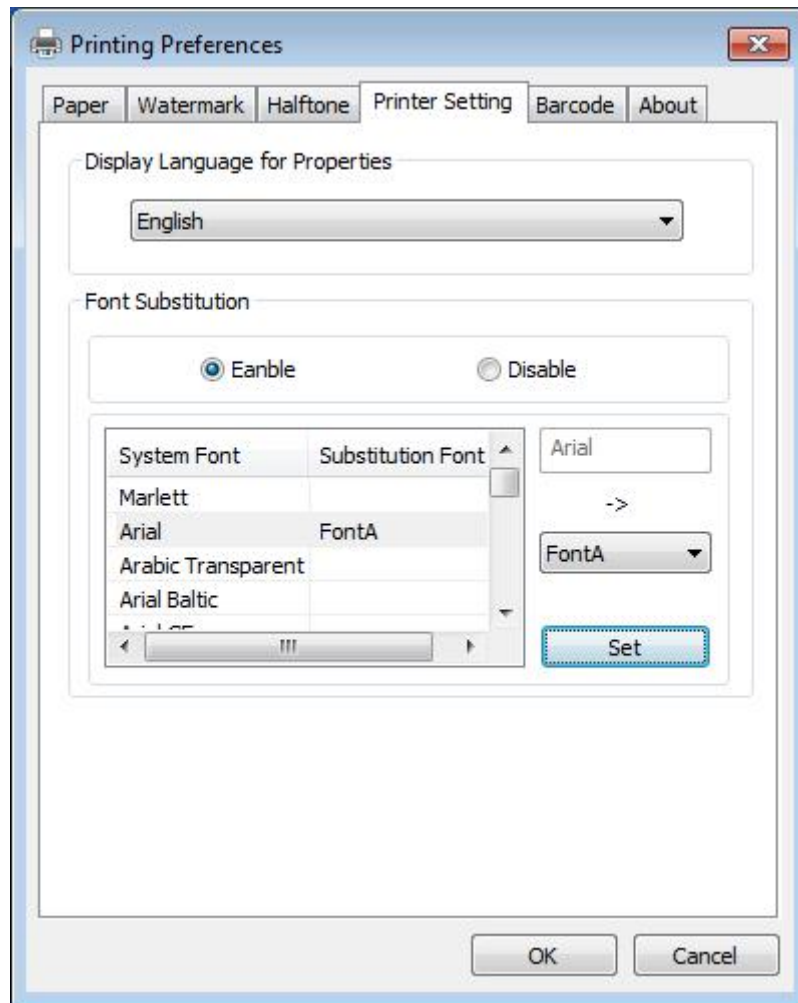 Printing Preferences
Paper Watermark Halftone Printer Setting Barcode About
Display Language for Properties
English
Font Substitution
Eanble Disable
System Font Substitution Font
Marlett
Arial FontA
Arabic Transparent
Arial Baltic
Arial
->
FontA
Set
OK Cancel